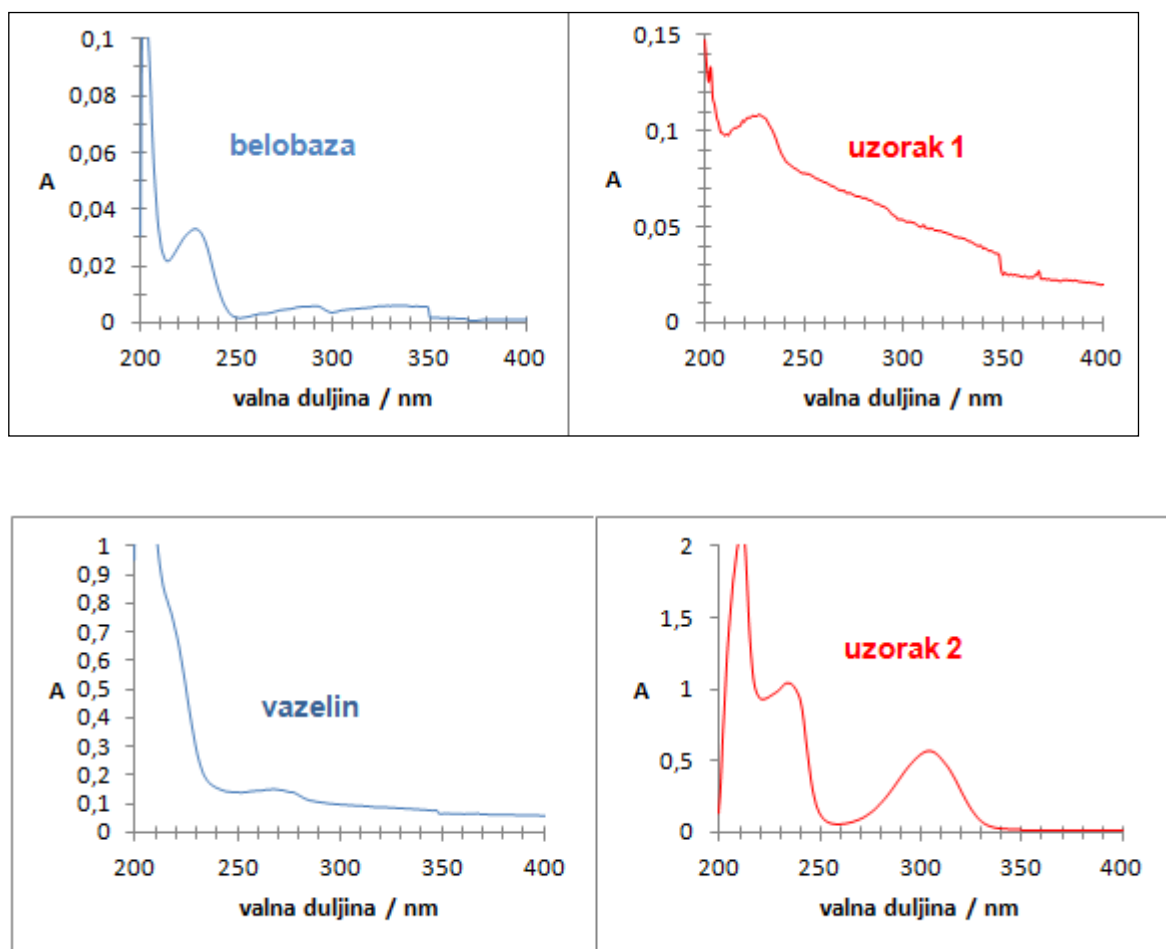 0,1
0,08
0,06
0,04
0,02
0
A
belobaza
200 250 300 350 400
valna duljina / nm
0,15
0,1
0,05
0
A
uzorak 1
200 250 300 350 400
valna duljina / nm
1
0,9
0,8
0,7
0,6
0,5
0,4
0,3
0,2
0,1
0
A
vazelin
200 250 300 350 400
valna duljina / nm
2
1,5
1
0,5
0
A
uzorak 2
200 250 300 350 400
valna duljina / nm